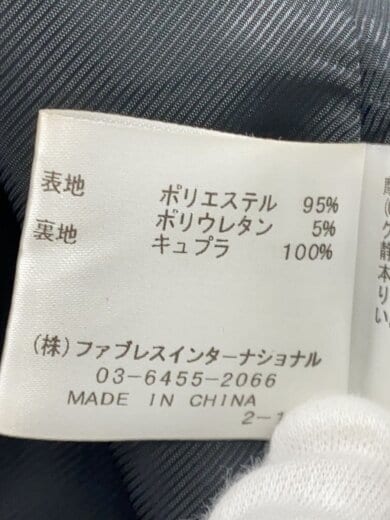 表地 ポリエステル 95%
ポリウレタン 5%
裏地 キュプラ 100%
(株)ファブレスインターナショナル
03-6455-2066
MADE IN CHINA
2-1